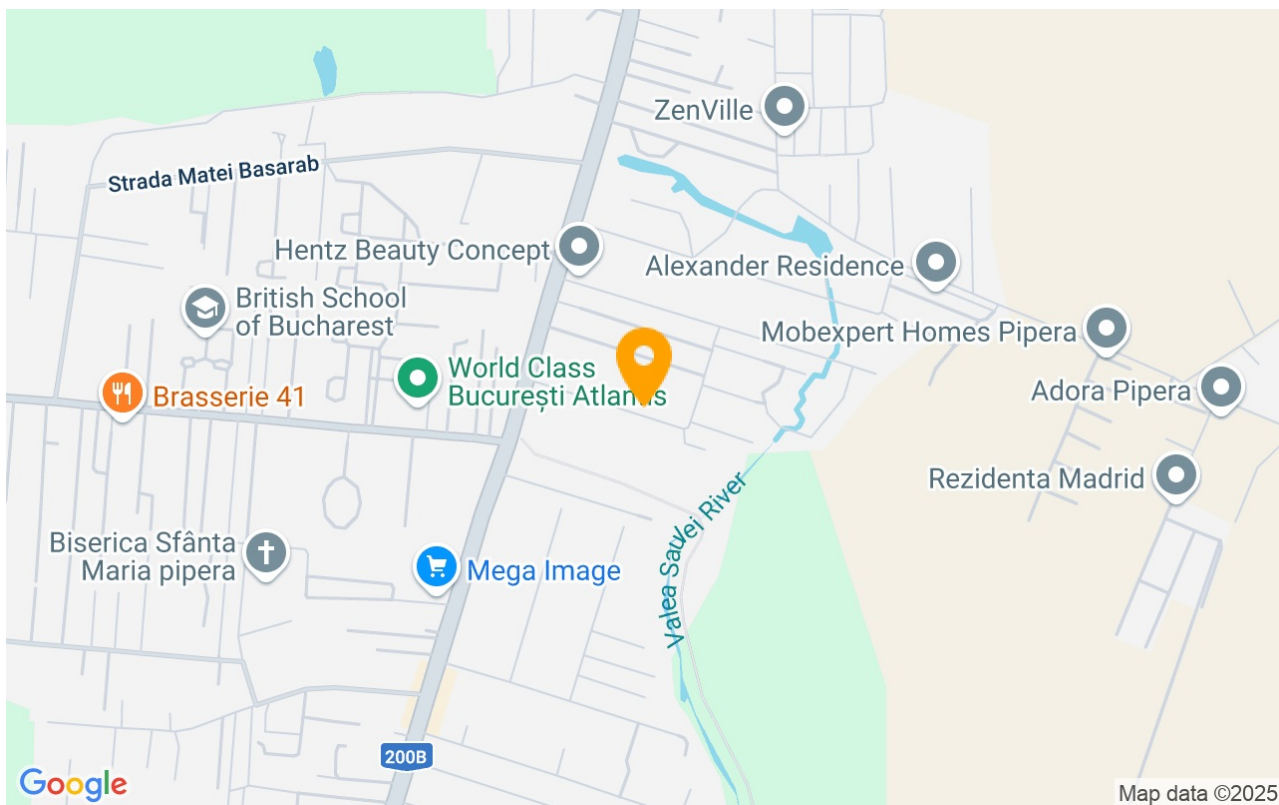 ZenVille
Strada Matei Basarab
Hentz Beauty Concept
Alexander Residence
British School
of Bucharest
Mobexpert Homes Pipera
World Class
București Atlantis
Brasserie 41
Adora Pipera
Rezidenta Madrid
Valea Saulei River
Biserica Sfânta
Maria pipera
Mega Image
200B
Google
Map data ©2025